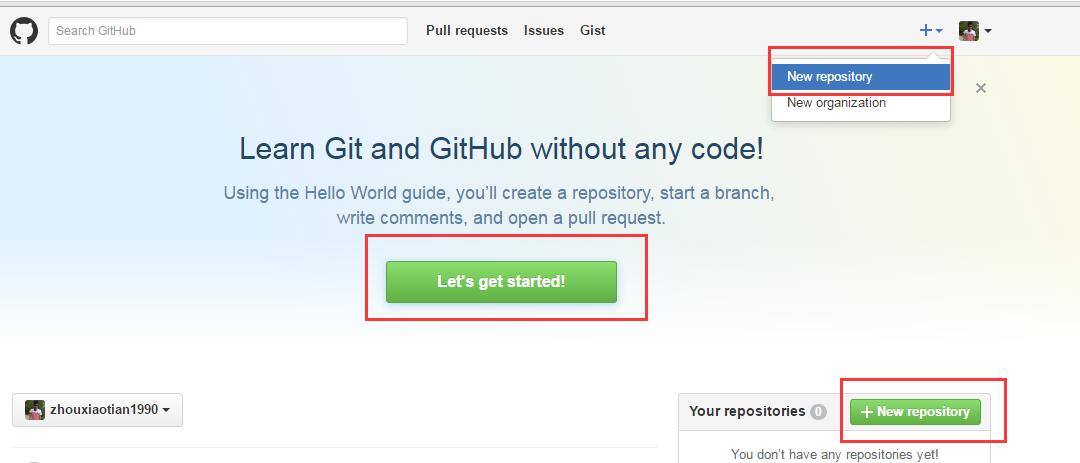 Search GitHub
Pull requests Issues Gist
New repository
New organization
Learn Git and GitHub without any code!
Using the Hello World guide, you’ll create a repository, start a branch,
write comments, and open a pull request.
Let's get started!
zhouxiaotian1990
Your repositories 0
New repository
You don’t have any repositories yet!